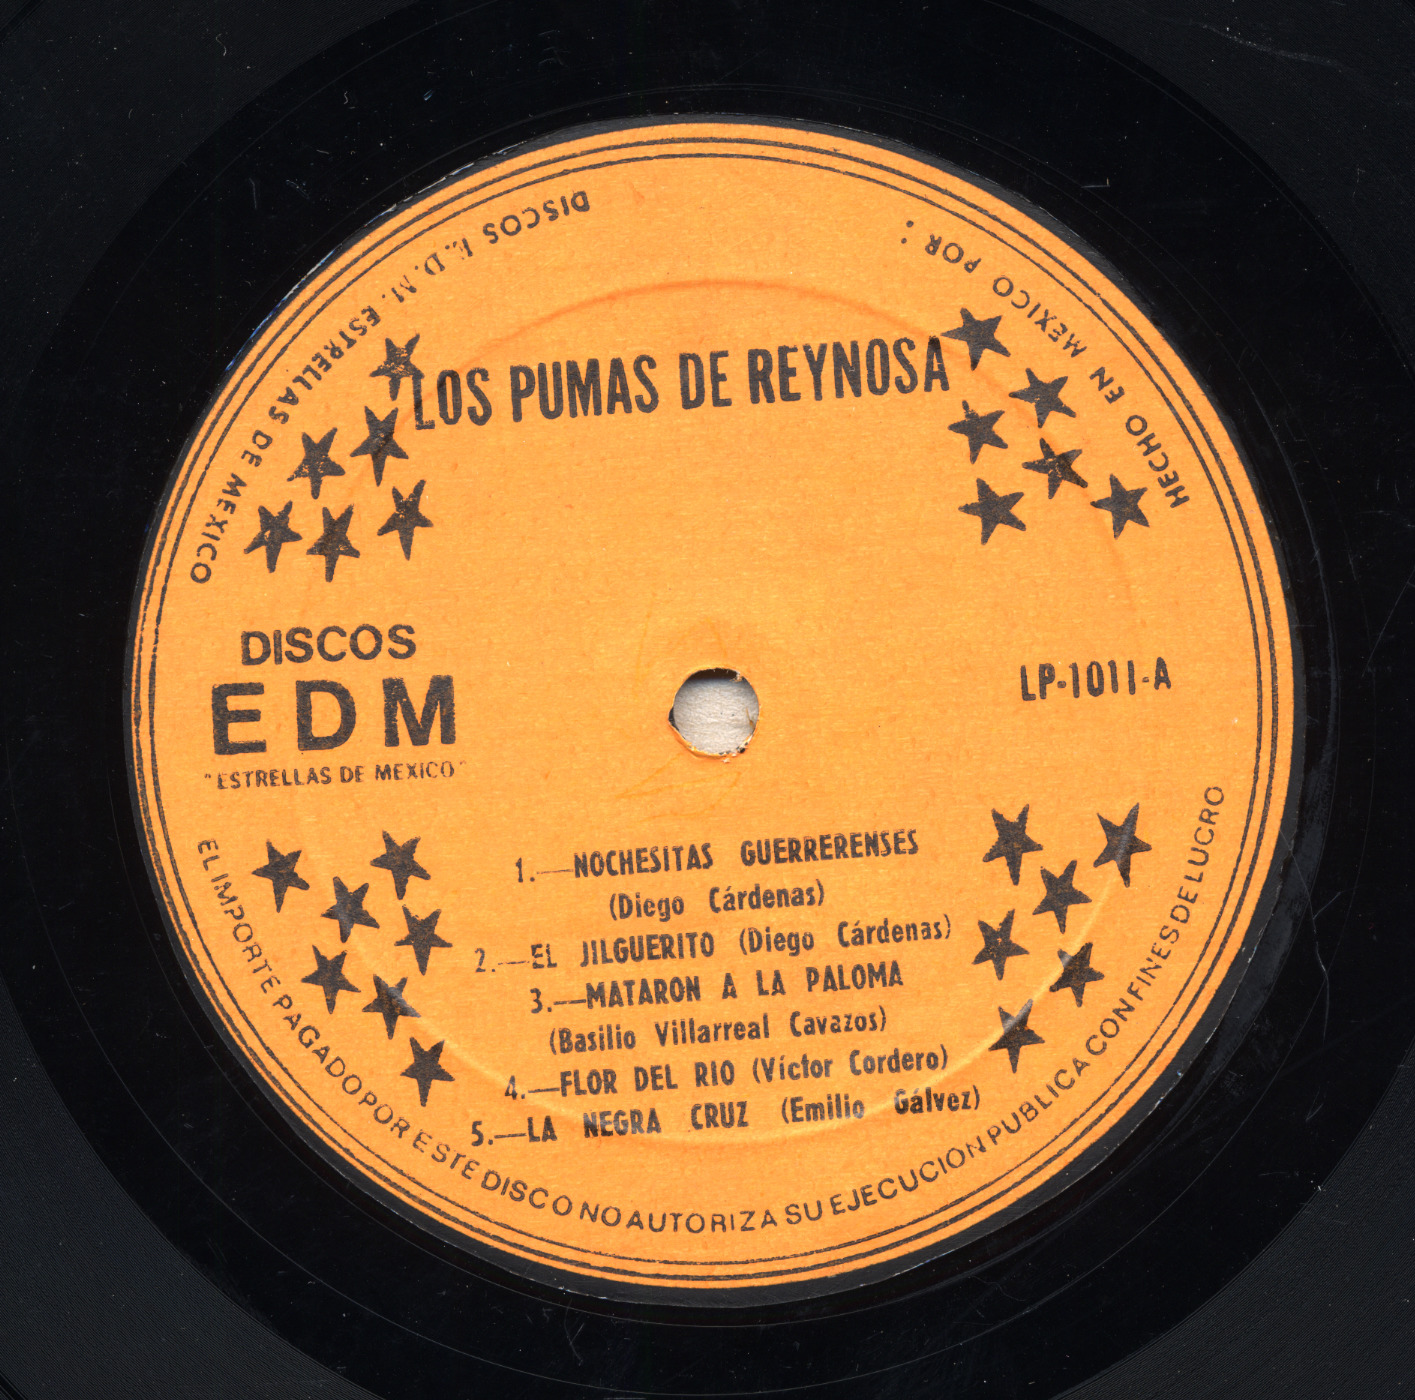 HECHO EN MEXICO POR :
DISCOS E.D.M. ESTRELLAS DE MEXICO
LOS PUMAS DE REYNOSA
DISCOS
EDM
"ESTRELLAS DE MEXICO"
LP-1011-A
1.—NOCHESITAS GUERRERENSES
(Diego Cárdenas)
2.—EL JILGUERITO (Diego Cárdenas)
3.—MATARON A LA PALOMA
(Basilio Villarreal Cavazos)
4.—FLOR DEL RIO (Víctor Cordero)
5.—LA NEGRA CRUZ (Emilio Gálvez)
EL IMPORTE PAGADO POR ESTE DISCO NO AUTORIZA SU EJECUCION PUBLICA CON FINES DE LUCRO